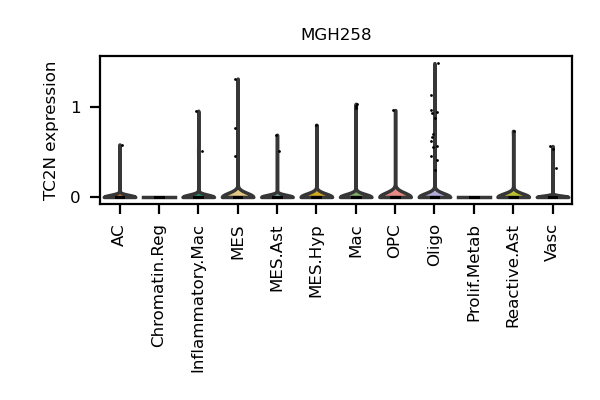 MGH258
TC2N expression
1
0
AC
Chromatin.Reg
Inflammatory.Mac
MES
MES.Ast
MES.Hyp
Mac
OPC
Oligo
Prolif.Metab
Reactive.Ast
Vasc